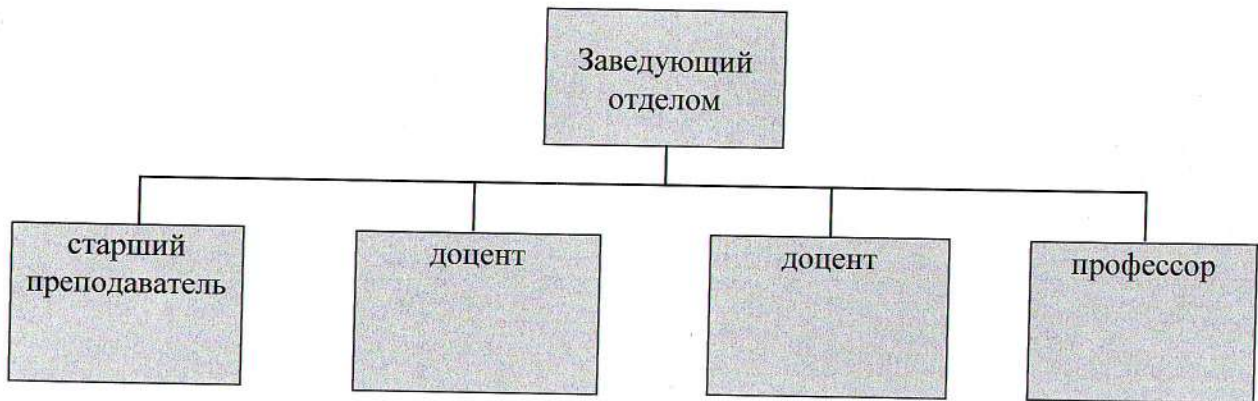 Заведующий
отделом
старший
преподаватель
доцент
доцент
профессор